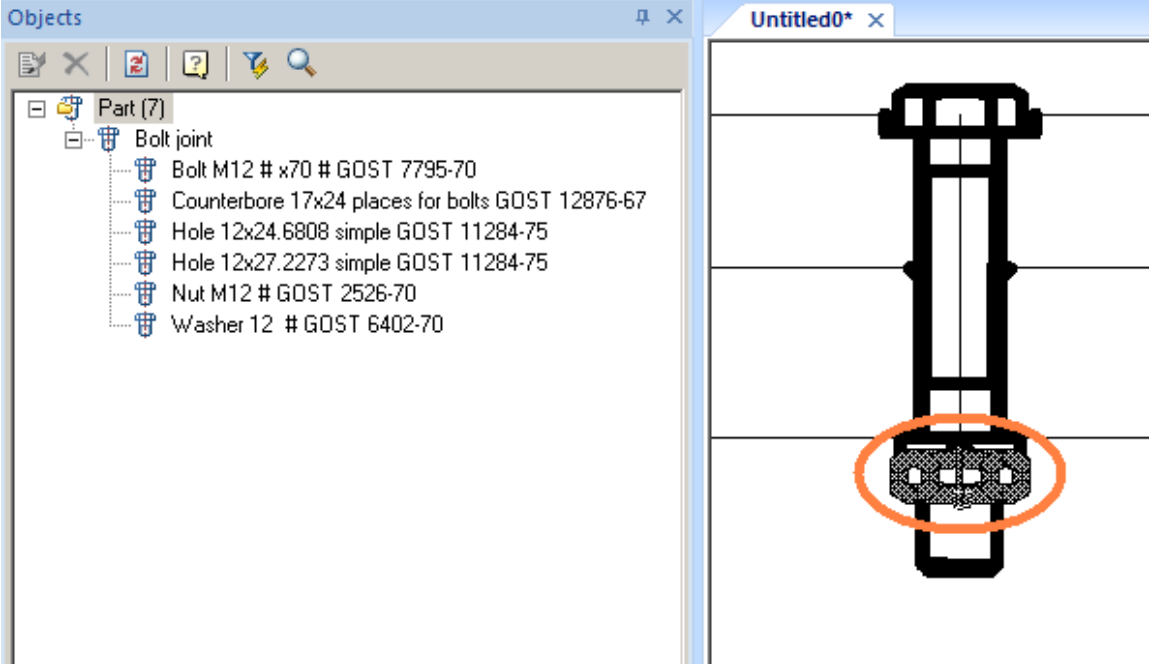 Objects
Untitled0*
Part (7)
Bolt joint
Bolt M12 # x70 # GOST 7795-70
Counterbore 17x24 places for bolts GOST 12876-67
Hole 12x24.6808 simple GOST 11284-75
Hole 12x27.2273 simple GOST 11284-75
Nut M12 # GOST 2526-70
Washer 12  # GOST 6402-70